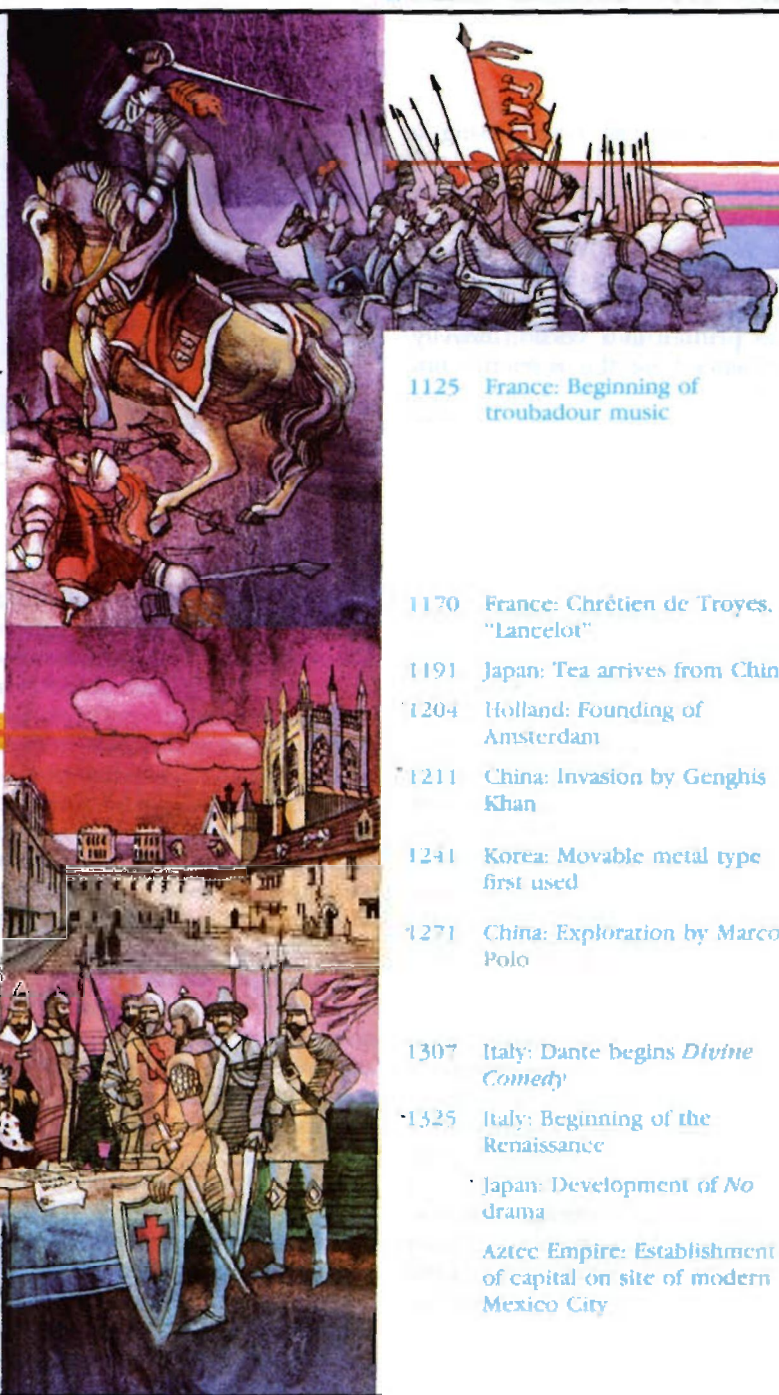 1125 France: Beginning of
troubadour music
1170 France: Chrétien de Troyes,
"Lancelot"
1191 Japan: Tea arrives from Chin
1204 Holland: Founding of
Amsterdam
1211 China: Invasion by Genghis
Khan
1241 Korea: Movable metal type
first used
1271 China: Exploration by Marco
Polo
1307 Italy: Dante begins Divine
Comedy
1325 Italy: Beginning of the
Renaissance
Japan: Development of No
drama
Aztec Empire: Establishment
of capital on site of modern
Mexico City